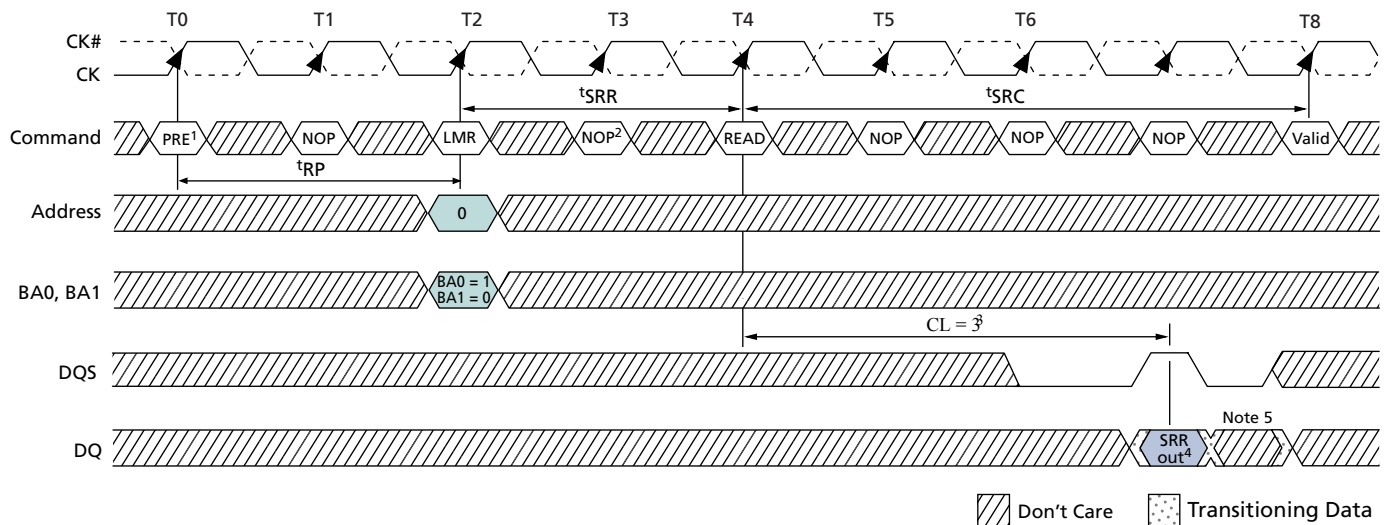 T0 T1 T2 T3 T4 T5 T6 T8
CK#
CK
tSRR tSRC
Command PRE1 NOP LMR NOP2 READ NOP NOP NOP Valid
tRP
Address 0
BA0, BA1 BA0 = 1
BA1 = 0
CL = 33
DQS
Note 5
DQ SRR
out4
Don't Care Transitioning Data